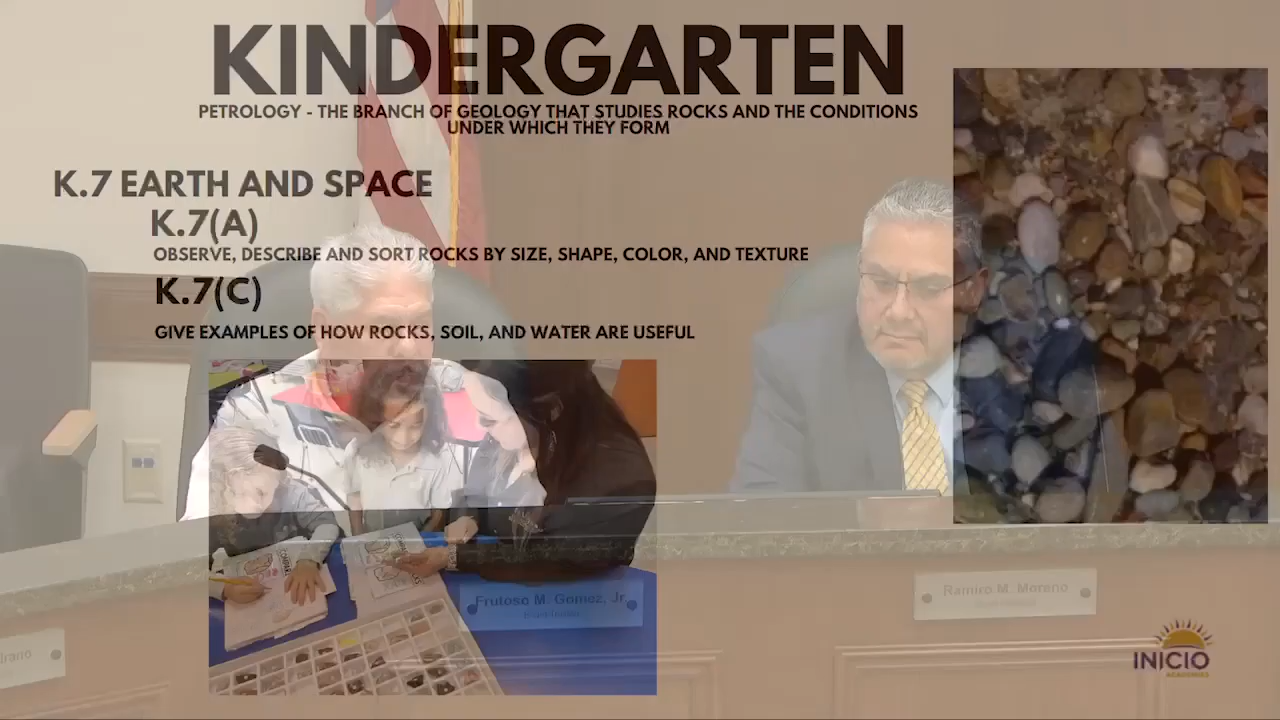 KINDERGARTEN
PETROLOGY - THE BRANCH OF GEOLOGY THAT STUDIES ROCKS AND THE CONDITIONS
UNDER WHICH THEY FORM
K.7 EARTH AND SPACE
K.7(A)
OBSERVE, DESCRIBE AND SORT ROCKS BY SIZE, SHAPE, COLOR, AND TEXTURE
K.7(C)
GIVE EXAMPLES OF HOW ROCKS, SOIL, AND WATER ARE USEFUL
Frutoso M. Gomez, Jr.
Ramiro M. Moreno
INICIO
ACADEMIES